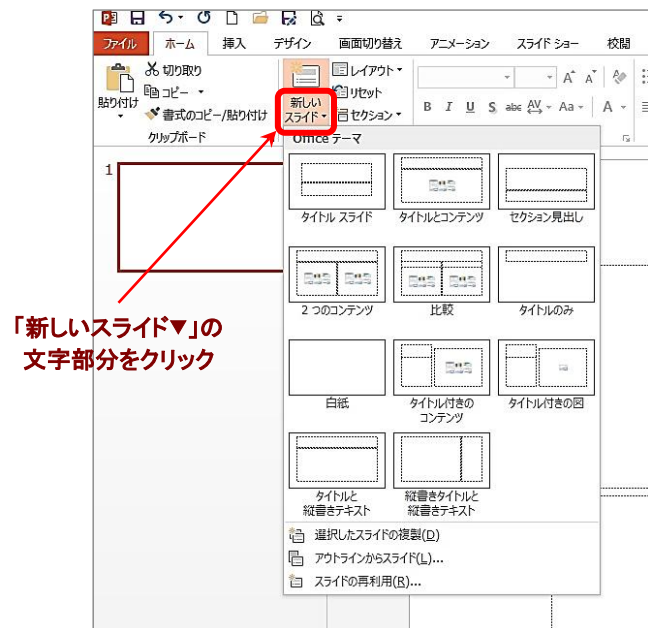 ファイル ホーム 挿入 デザイン 画面切り替え アニメーション スライド ショー 校閲
貼り付け
切り取り
コピー
書式のコピー/貼り付け
クリップボード
新しい
スライド
レイアウト
リセット
セクション
B I U S abc AV Aa A A A
Office テーマ
1
タイトル スライド タイトルとコンテンツ セクション見出し
2 つのコンテンツ 比較 タイトルのみ
白紙 タイトル付きの タイトル付きの図
コンテンツ
タイトルと 縦書きタイトルと
縦書きテキスト 縦書きテキスト
選択したスライドの複製(D)
アウトラインからスライド(L)...
スライドの再利用(R)...
「新しいスライド▼」の
文字部分をクリック